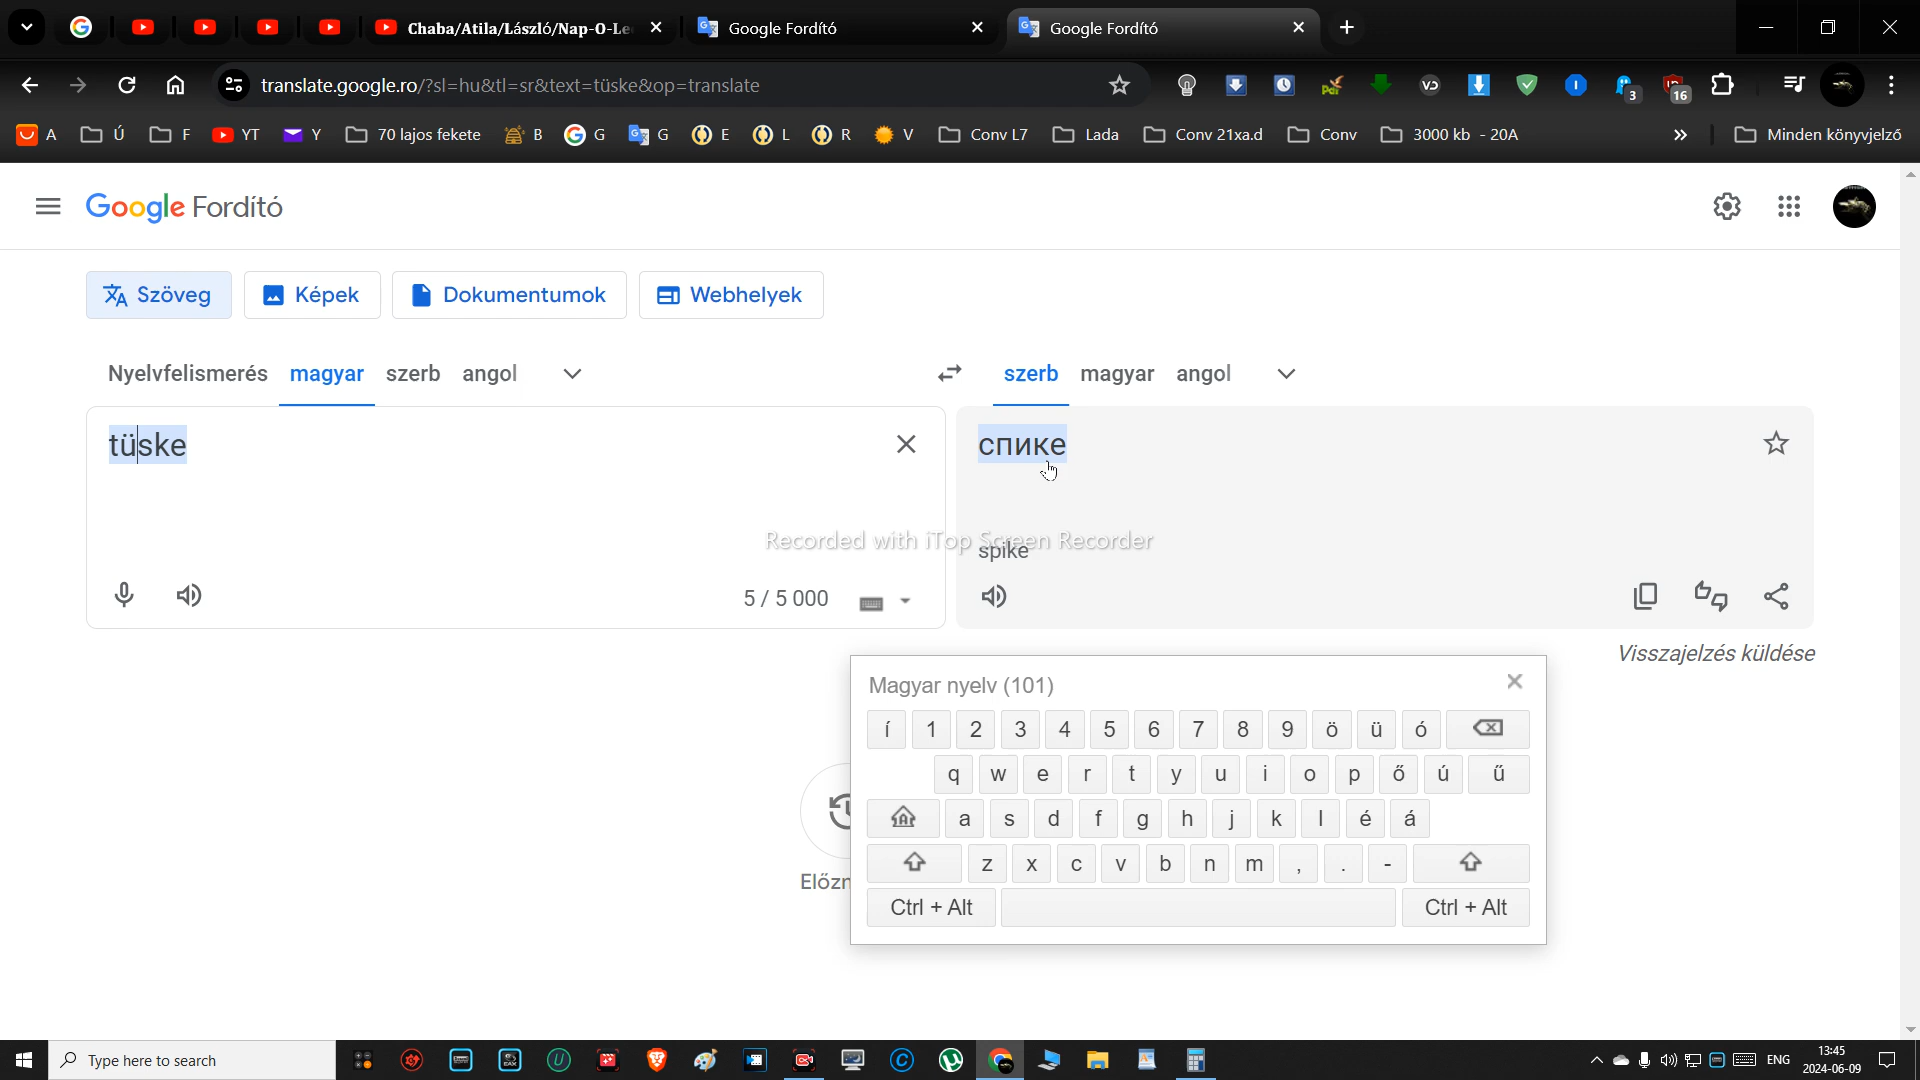 Chaba/Atila/László/Nap-O-Le
Google Fordító
Google Fordító
translate.google.ro/?sl=hu&tl=sr&text=tüske&op=translate
3
16
A
Ú
F
YT
Y
70 lajos fekete
B
G
G
E
L
R
V
Conv L7
Lada
Conv 21xa.d
Conv
3000 kb - 20A
»
Minden könyvjelző
Google Fordító
Szöveg
Képek
Dokumentumok
Webhelyek
Nyelvfelismerés magyar szerb angol
szerb magyar angol
tüske
спике
Recorded with iTop Screen Recorder
spike
5 / 5 000
Visszajelzés küldése
Magyar nyelv (101)
í 1 2 3 4 5 6 7 8 9 ö ü ó
q w e r t y u i o p ő ú ű
a s d f g h j k l é á
z x c v b n m , . -
Ctrl + Alt
Ctrl + Alt
Előzn
Type here to search
ENG
13:45
2024-06-09